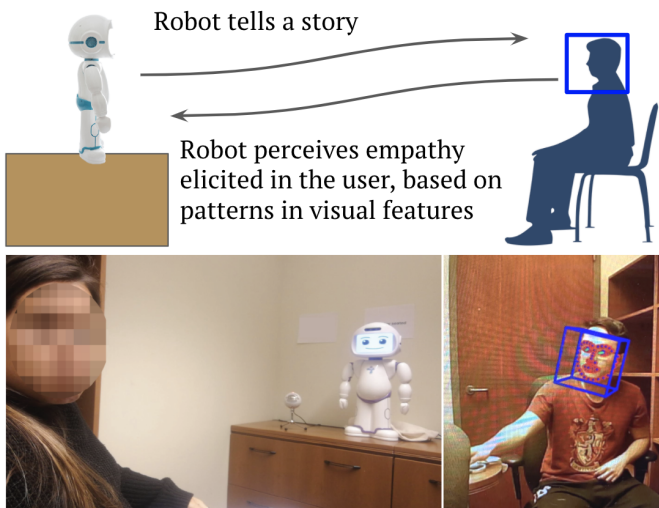 Robot tells a story
Robot perceives empathy
elicited in the user, based on
patterns in visual features